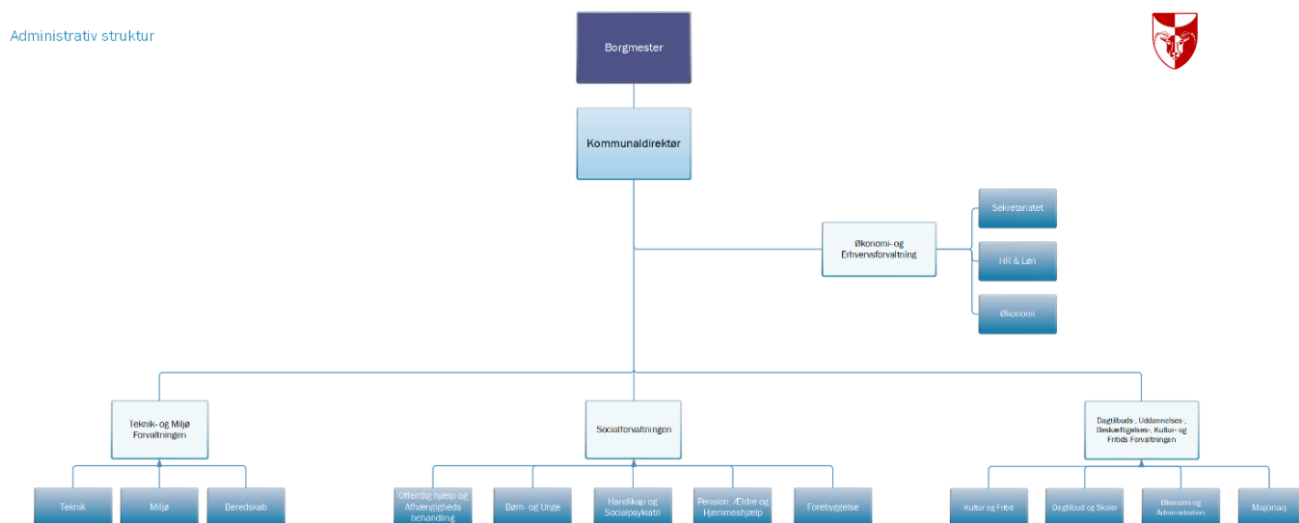 Administrativ struktur
Borgmester
Kommunaldirektør
Sekretariatet
Økonomi- og
Erhvervsforvaltning
HR & Løn
Økonomi
Teknik- og Miljø
Forvaltningen
Socialforvaltningen
Dagtilbuds-, Uddannelses-,
Beskæftigelses-, Kultur- og
Fritids Forvaltningen
Teknik
Miljø
Beredskab
Offentlig hjælp og
Afhængigheds
behandling
Børn- og Unge
Handikap og
Socialpsykiatri
Pension, Ældre og
Hjemmeshjælp
Forebyggelse
Kultur og Fritid
Dagtilbud og Skoler
Økonomi og
Administration
Majoriaq